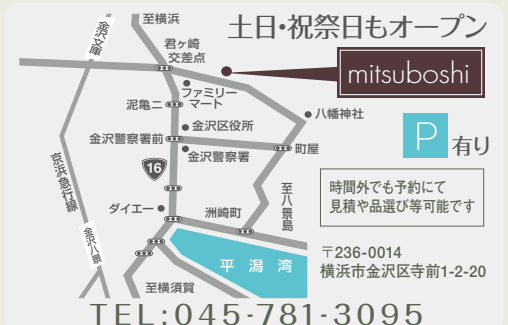 至横浜
土日・祝祭日もオープン
金沢文庫
君ヶ崎
交差点
mitsuboshi
ファミリー
マート
泥亀二
八幡神社
金沢区役所
P 有り
金沢警察署前
町屋
金沢警察署
16
京浜急行線
至八景島
時間外でも予約にて
見積や品選び等可能です
ダイエー
洲崎町
金沢八景
平潟湾
〒236-0014
横浜市金沢区寺前1-2-20
至横須賀
TEL:045-781-3095